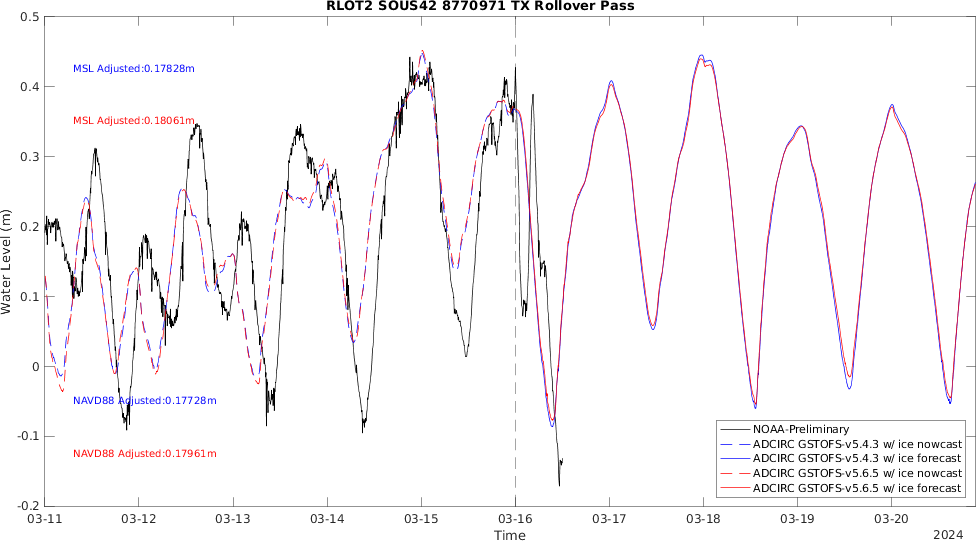 RLOT2 SOUS42 8770971 TX Rollover Pass
0.5
0.4
0.3
0.2
0.1
0
-0.1
-0.2
Water Level (m)
MSL Adjusted:0.17828m
MSL Adjusted:0.18061m
NAVD88 Adjusted:0.17728m
NAVD88 Adjusted:0.17961m
NOAA-Preliminary
ADCIRC GSTOFS-v5.4.3 w/ ice nowcast
ADCIRC GSTOFS-v5.4.3 w/ ice forecast
ADCIRC GSTOFS-v5.6.5 w/ ice nowcast
ADCIRC GSTOFS-v5.6.5 w/ ice forecast
03-11 03-12 03-13 03-14 03-15 03-16 03-17 03-18 03-19 03-20
Time
2024